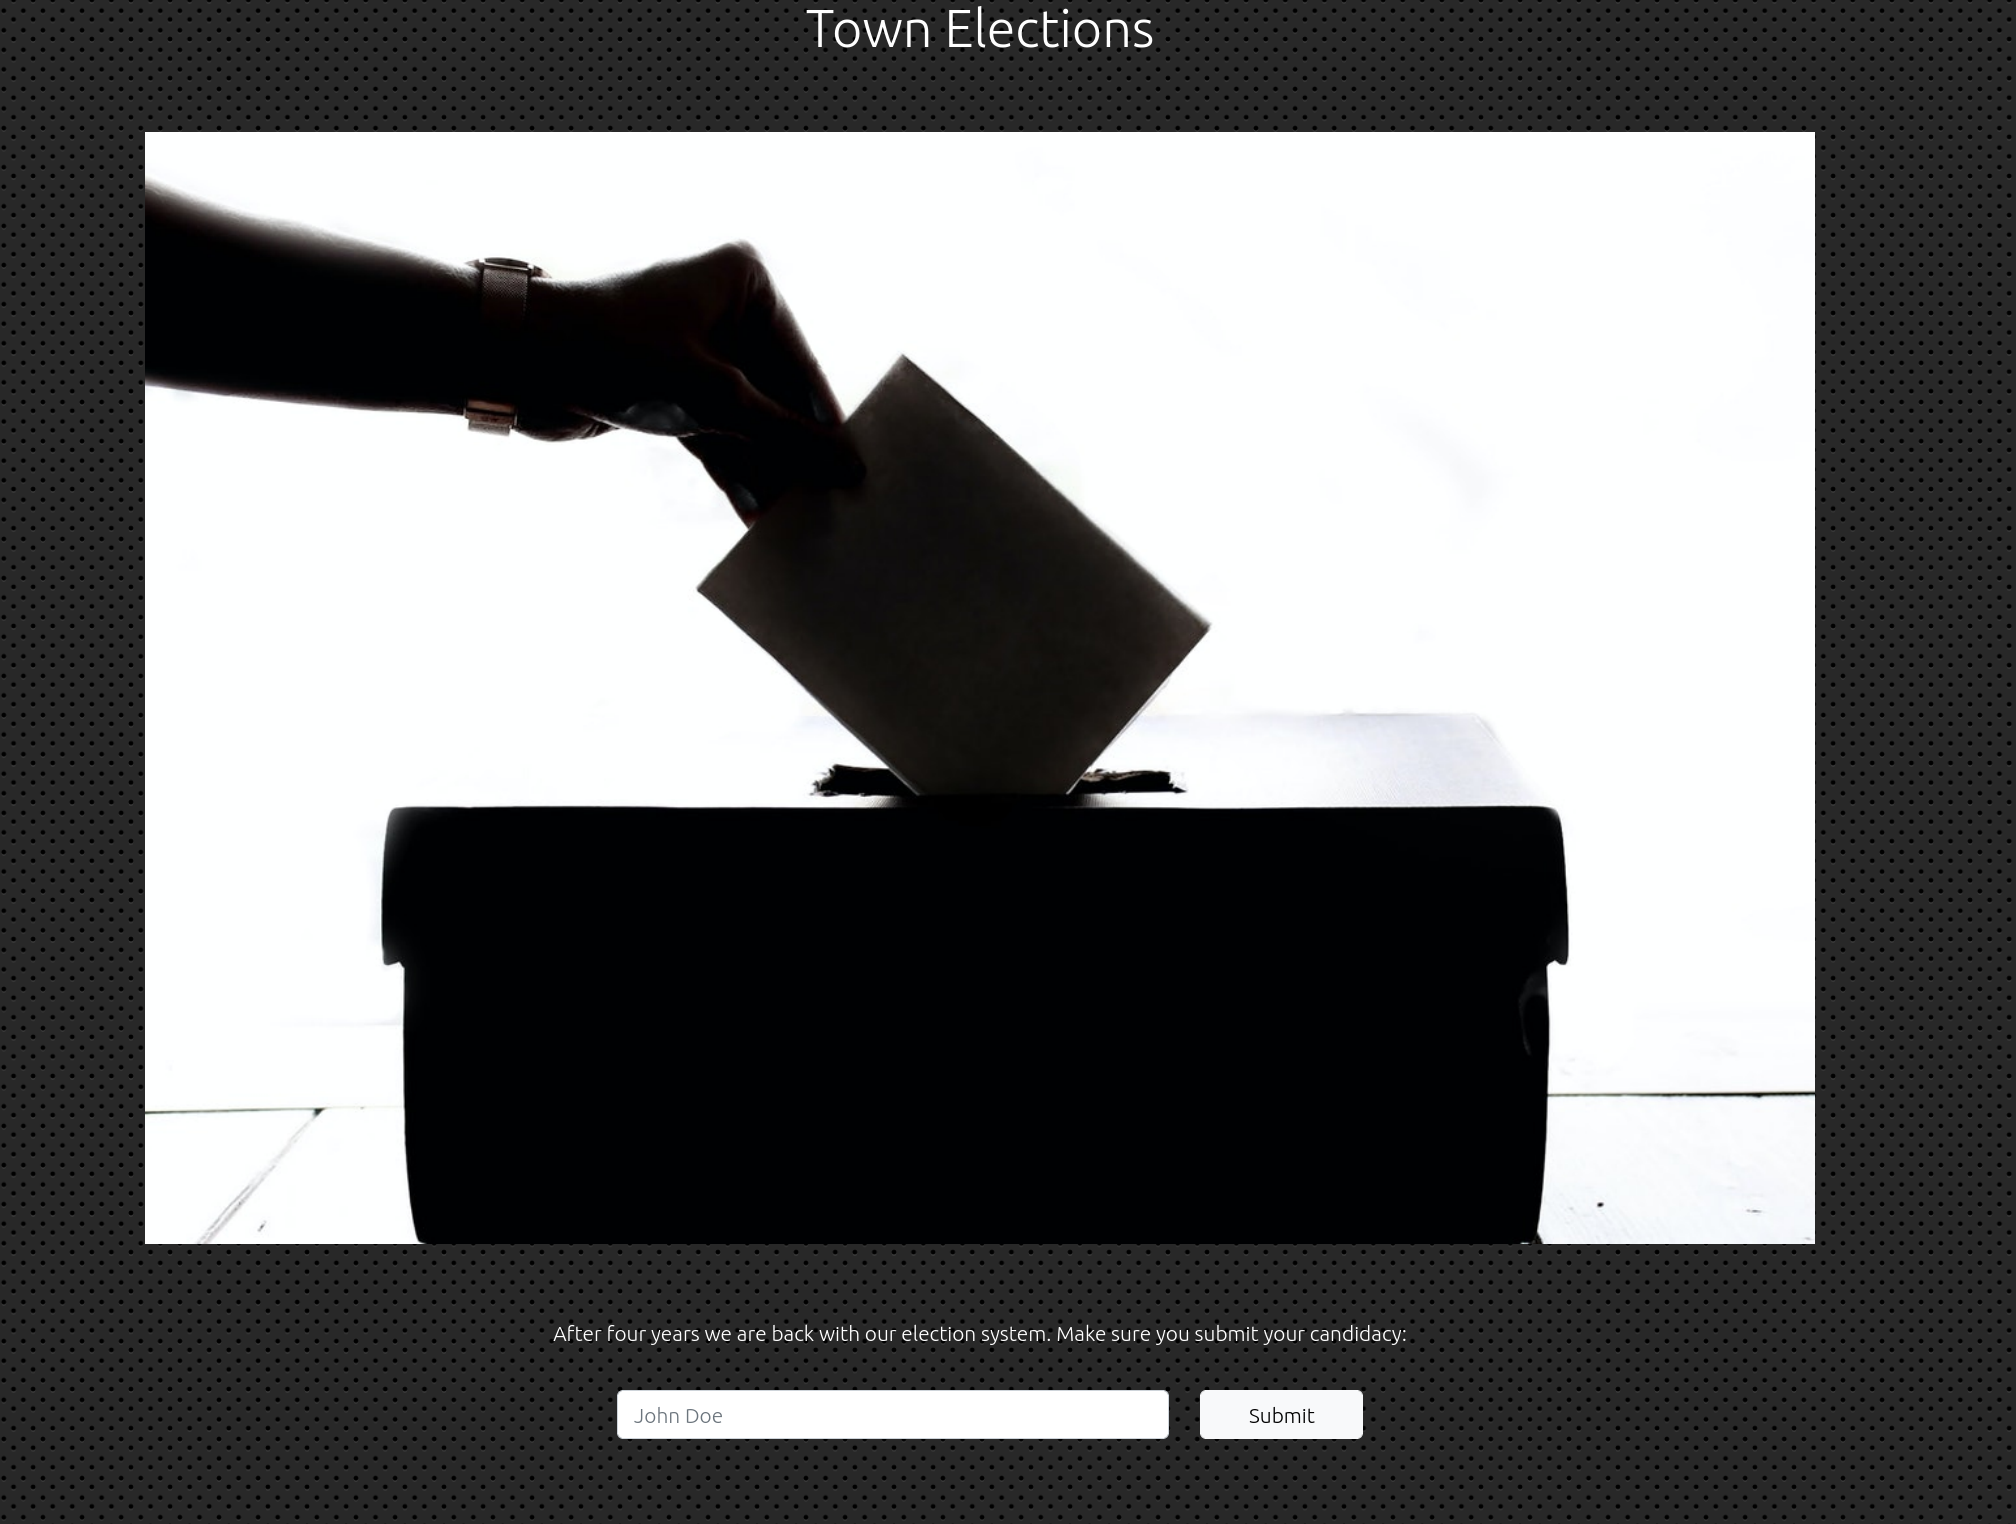 Town Elections
After four years we are back with our election system. Make sure you submit your candidacy:
John Doe
Submit